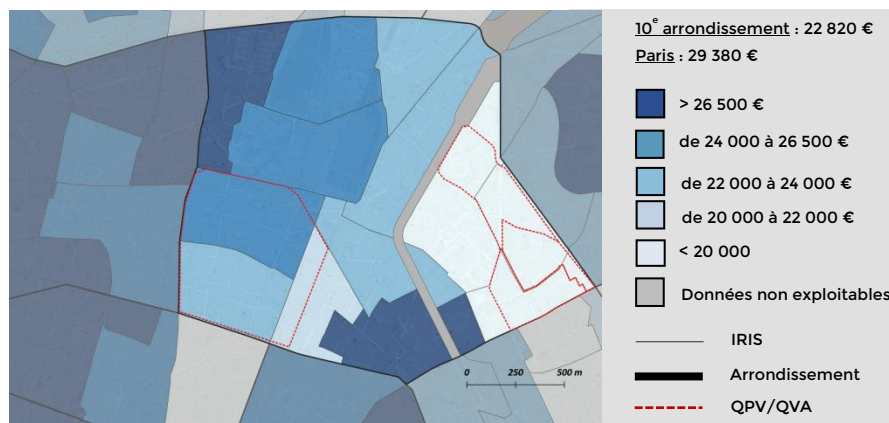 10e arrondissement : 22 820 €
Paris : 29 380 €
> 26 500 €
de 24 000 à 26 500 €
de 22 000 à 24 000 €
de 20 000 à 22 000 €
< 20 000
Données non exploitables
IRIS
Arrondissement
QPV/QVA
0 250 500 m